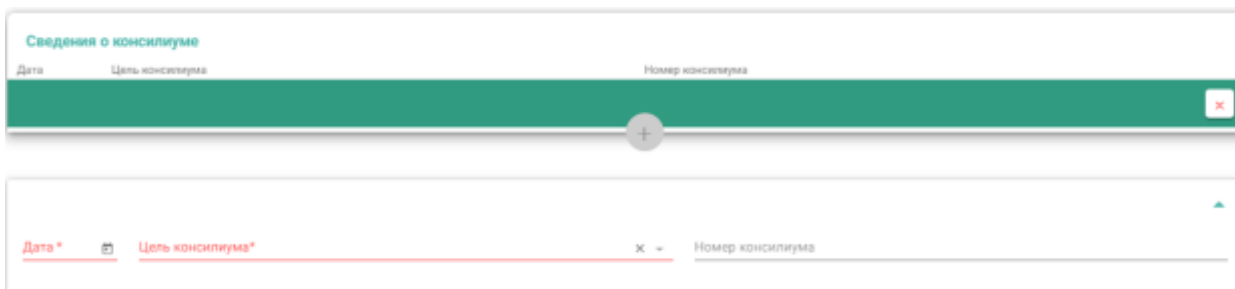 Сведения о консилиуме
Дата Цель консилиума Номер консилиума
Дата * Цель консилиума* Номер консилиума